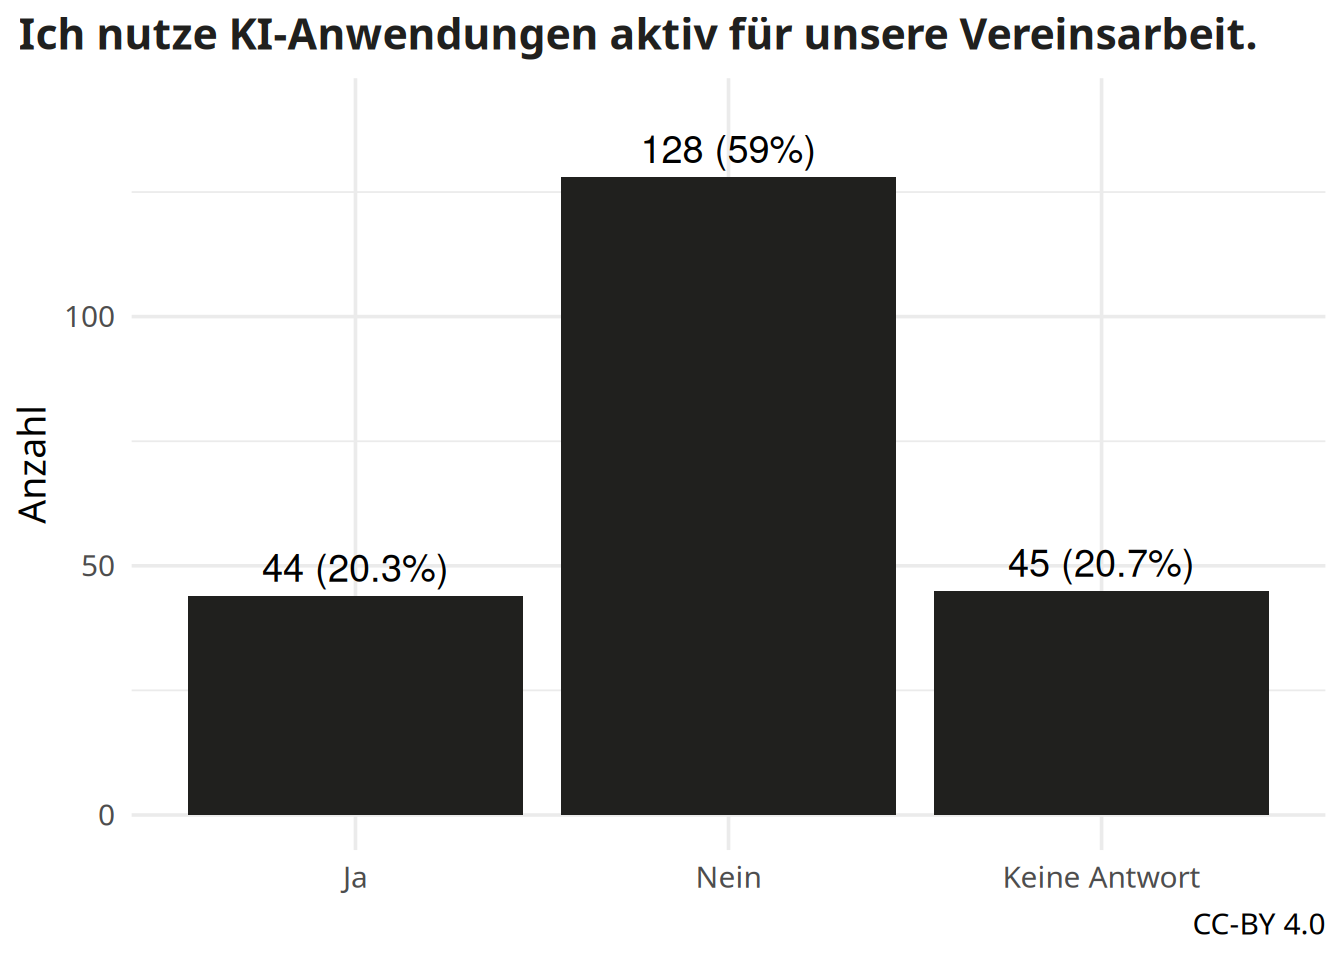 Ich nutze KI-Anwendungen aktiv für unsere Vereinsarbeit.
128 (59%)
100
Anzahl
50
44 (20.3%)
45 (20.7%)
0
Ja
Nein
Keine Antwort
CC-BY 4.0